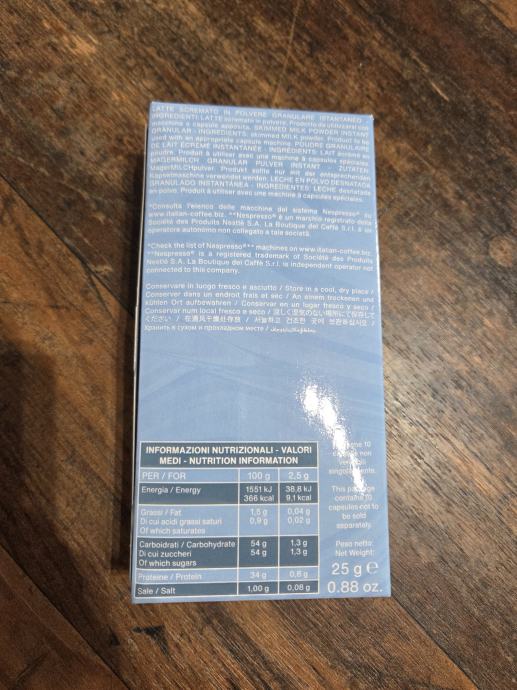 LATTE SCREMATO IN POLVERE GRANULARE ISTANTANEO -
INGREDIENTI: LATTE scremato in polvere. Prodotto da utilizzarsi con
macchina a capsule apposita. SKIMMED MILK POWDER INSTANT
GRANULAR - INGREDIENTS: skimmed MILK powder. Product to be
used with an appropriate capsule machine. POUDRE GRANULAIRE
DE LAIT ÉCRÉMÉ INSTANTANÉE - INGRÉDIENTS: LAIT écrémé en
poudre. Produit à utiliser avec une machine à capsules spéciales.
MAGERMILCH GRANULAR PULVER INSTANT - ZUTATEN:
MagerMILCHpulver. Produkt sollte nur mit der entsprechenden
Kapselmaschine verwendet werden. LECHE EN POLVO DESNATADA
GRANULADO INSTANTÁNEA - INGREDIENTES: LECHE desnatada
en polvo. Produit à utiliser avec une machine à capsules spéciales.
*Consulta l'elenco delle macchine del sistema Nespresso** su
www.italian-coffee.biz. **Nespresso® è un marchio registrato della
Société des Produits Nestlé S.A. La Boutique del Caffè S.r.l. è un
operatore autonomo non collegato a tale società.
*Check the list of Naspresso*** machines on www.italian-coffee.biz.
**Nespresso® is a registered trademark of Société des Produits
Nestlé S.A. La Boutique del Caffè S.r.l. is independent operator not
connected to this company.
Conservare in luogo fresco e asciutto / Store in a cool, dry place /
Conserver dans un endroit frais et sec / An einem trockenen und
kühlen Ort aufbewahren / Conservar en un lugar fresco y seco /
Conservar num local fresco e seco / 涼しく湿気のない場所にて保存して
ください / 在通风干燥处存放 / 서늘하고 건조한 곳에 보관하십시오 /
Хранить в сухом и прохладном месте /
INFORMAZIONI NUTRIZIONALI - VALORI
MEDI - NUTRITION INFORMATION
PER / FOR 100 g 2,5 g
Energia / Energy 1551 kJ 38.8 kJ
366 kcal 9,1 kcal
Grassi / Fat 1,5 g 0,04 g
Di cui acidi grassi saturi 0,9 g 0,02 g
Of which saturates
Carboidrati / Carbohydrate 54 g 1,3 g
Di cui zuccheri 54 g 1,3 g
Of which sugars
Proteine / Protein 34 g 0,8 g
Sale / Salt 1,00 g 0,08 g
10
non
This package
contains 10
capsules not to
be sold
separately.
Peso netto:
Net Weight:
25 g ℮
0.88 oz.